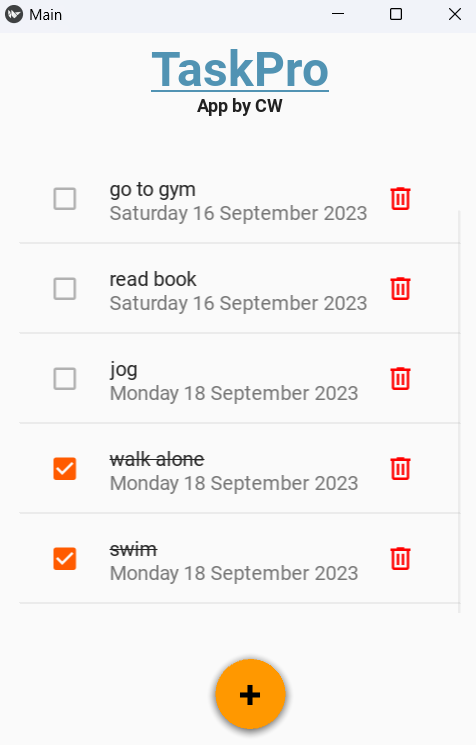 Main
TaskPro
App by CW
go to gym
Saturday 16 September 2023
read book
Saturday 16 September 2023
jog
Monday 18 September 2023
walk alone
Monday 18 September 2023
swim
Monday 18 September 2023
+